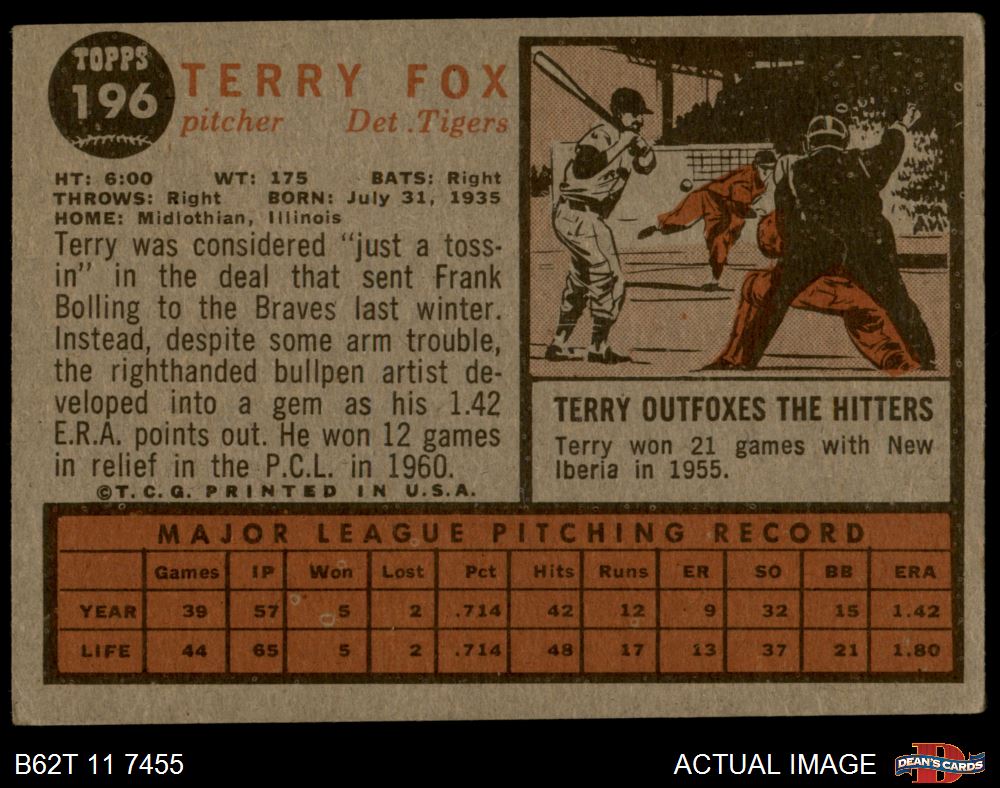 TOPPS
196
TERRY FOX
pitcher Det. Tigers
HT: 6:00 WT: 175 BATS: Right
THROWS: Right BORN: July 31, 1935
HOME: Midlothian, Illinois
Terry was considered “just a toss-
in” in the deal that sent Frank
Bolling to the Braves last winter.
Instead, despite some arm trouble,
the righthanded bullpen artist de-
veloped into a gem as his 1.42
E.R.A. points out. He won 12 games
in relief in the P.C.L. in 1960.
©T.C.G. PRINTED IN U.S.A.
TERRY OUTFOXES THE HITTERS
Terry won 21 games with New
Iberia in 1955.
MAJOR LEAGUE PITCHING RECORD
Games IP Won Lost Pct Hits Runs ER SO BB ERA
YEAR 39 57 5 2 .714 42 12 9 32 15 1.42
LIFE 44 65 5 2 .714 48 17 13 37 21 1.80
B62T 11 7455 ACTUAL IMAGE
D
DEAN'S CARDS